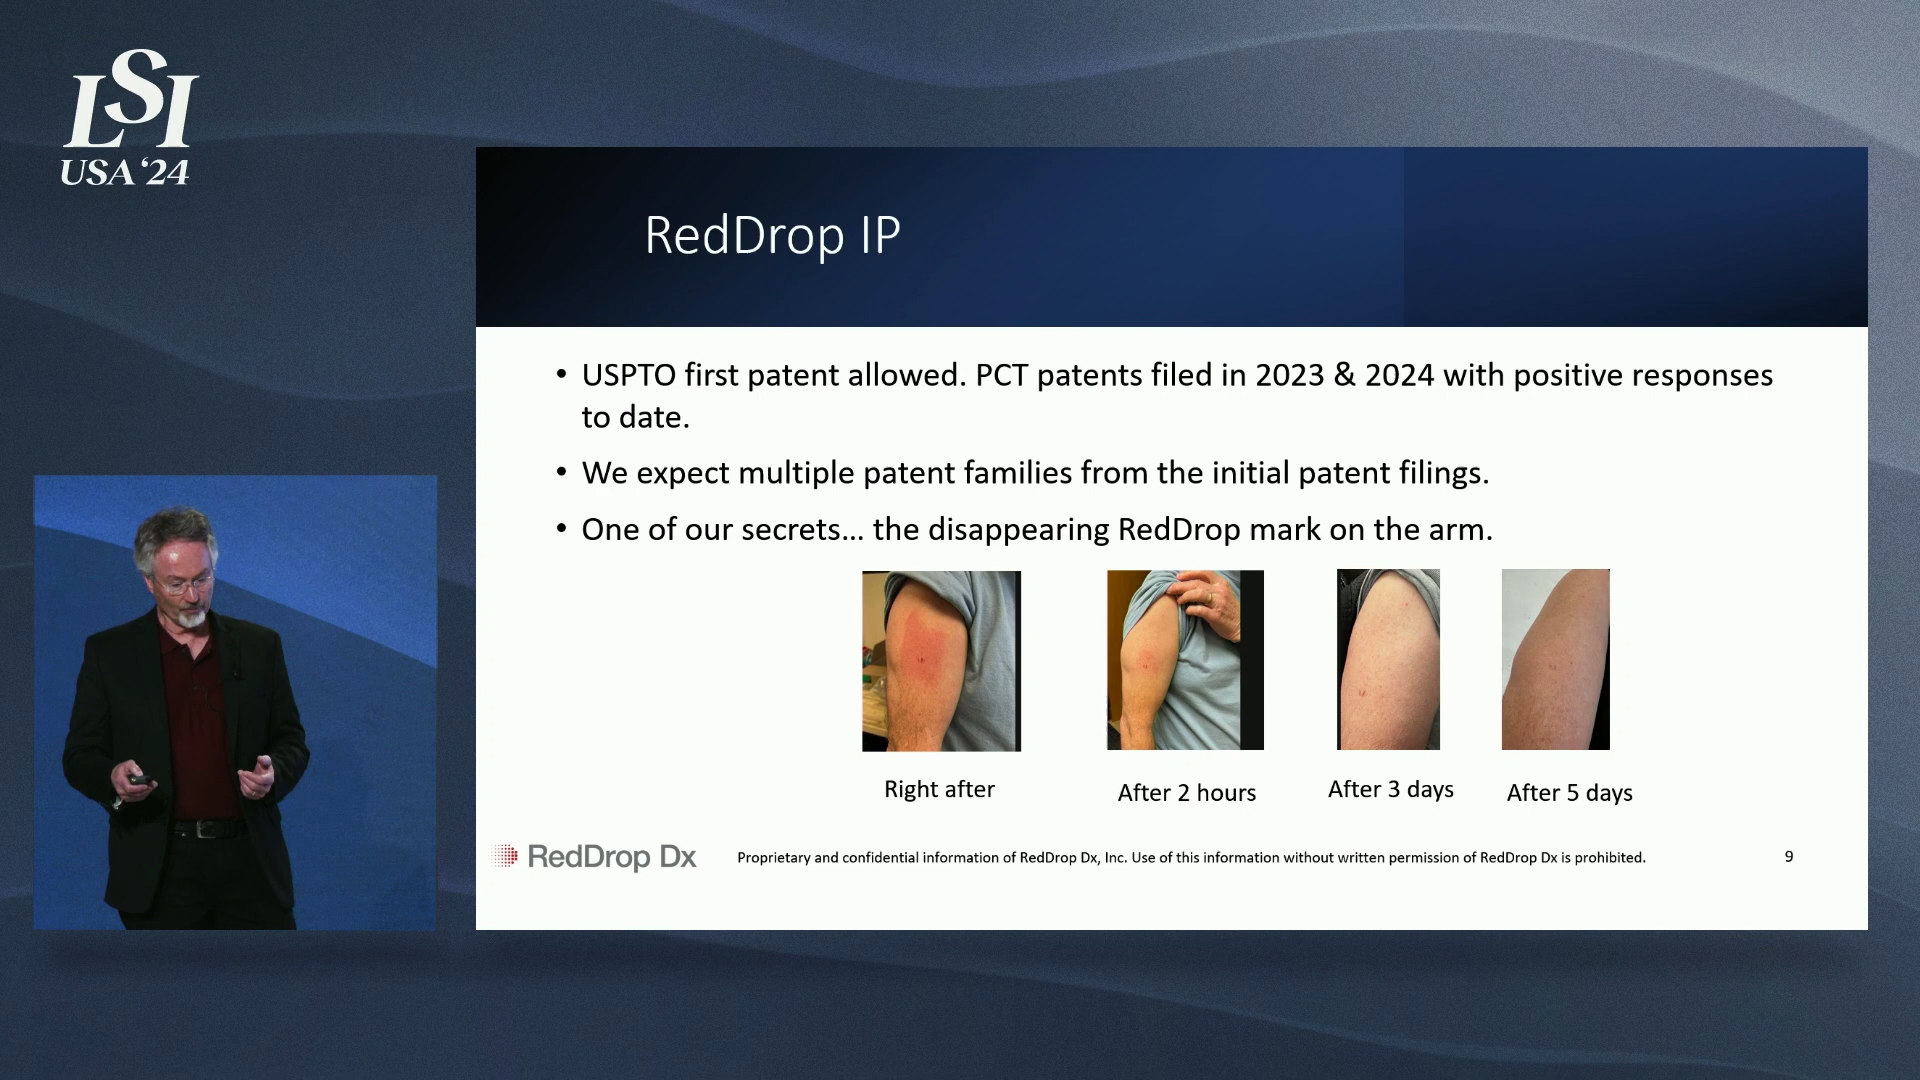 LSI
USA '24
RedDrop IP
• USPTO first patent allowed. PCT patents filed in 2023 & 2024 with positive responses
to date.
• We expect multiple patent families from the initial patent filings.
• One of our secrets... the disappearing RedDrop mark on the arm.
Right after
After 2 hours
After 3 days
After 5 days
RedDrop Dx
Proprietary and confidential information of RedDrop Dx, Inc. Use of this information without written permission of RedDrop Dx is prohibited.
9